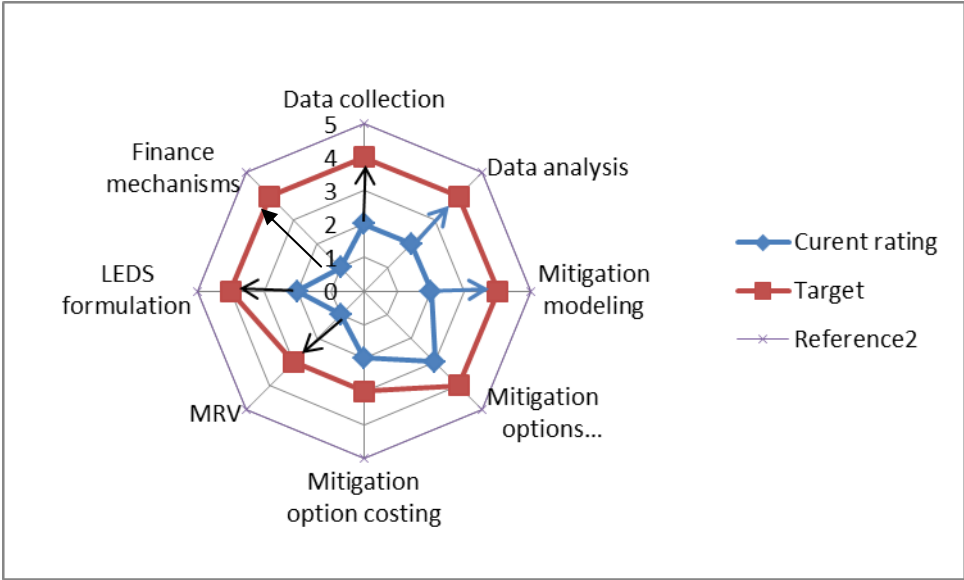 Data collection
5
4
3
2
1
0
Data analysis
Mitigation
modeling
Mitigation
options...
Mitigation
option costing
MRV
LEDS
formulation
Finance
mechanisms
Curent rating
Target
Reference2